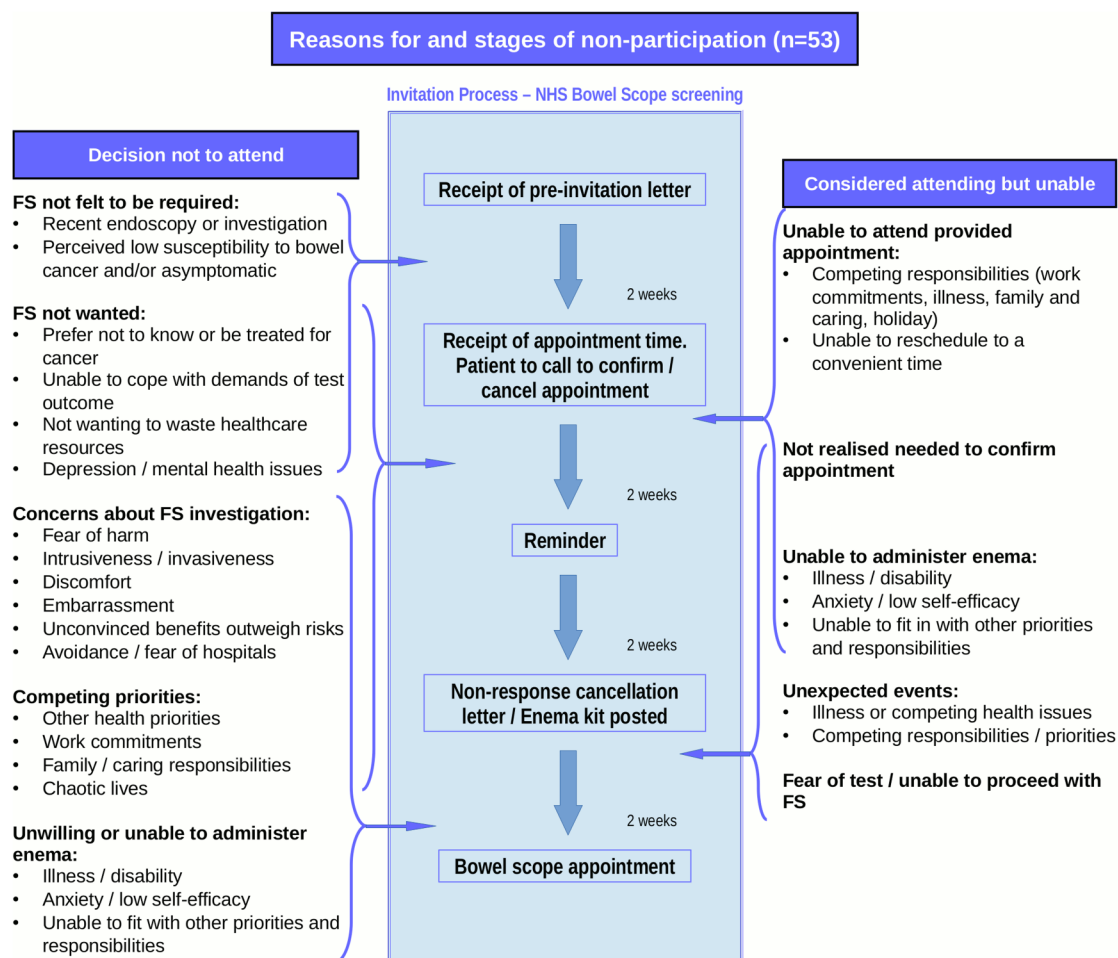 Reasons for and stages of non-participation (n=53)
Invitation Process – NHS Bowel Scope screening
Decision not to attend
FS not felt to be required:
• Recent endoscopy or investigation
• Perceived low susceptibility to bowel
cancer and/or asymptomatic
FS not wanted:
• Prefer not to know or be treated for
cancer
• Unable to cope with demands of test
outcome
• Not wanting to waste healthcare
resources
• Depression / mental health issues
Concerns about FS investigation:
• Fear of harm
• Intrusiveness / invasiveness
• Discomfort
• Embarrassment
• Unconvinced benefits outweigh risks
• Avoidance / fear of hospitals
Competing priorities:
• Other health priorities
• Work commitments
• Family / caring responsibilities
• Chaotic lives
Unwilling or unable to administer
enema:
• Illness / disability
• Anxiety / low self-efficacy
• Unable to fit with other priorities and
responsibilities
Receipt of pre-invitation letter
2 weeks
Receipt of appointment time.
Patient to call to confirm /
cancel appointment
2 weeks
Reminder
2 weeks
Non-response cancellation
letter / Enema kit posted
2 weeks
Bowel scope appointment
Considered attending but unable
Unable to attend provided
appointment:
• Competing responsibilities (work
commitments, illness, family and
caring, holiday)
• Unable to reschedule to a
convenient time
Not realised needed to confirm
appointment
Unable to administer enema:
• Illness / disability
• Anxiety / low self-efficacy
• Unable to fit in with other priorities
and responsibilities
Unexpected events:
• Illness or competing health issues
• Competing responsibilities / priorities
Fear of test / unable to proceed with
FS